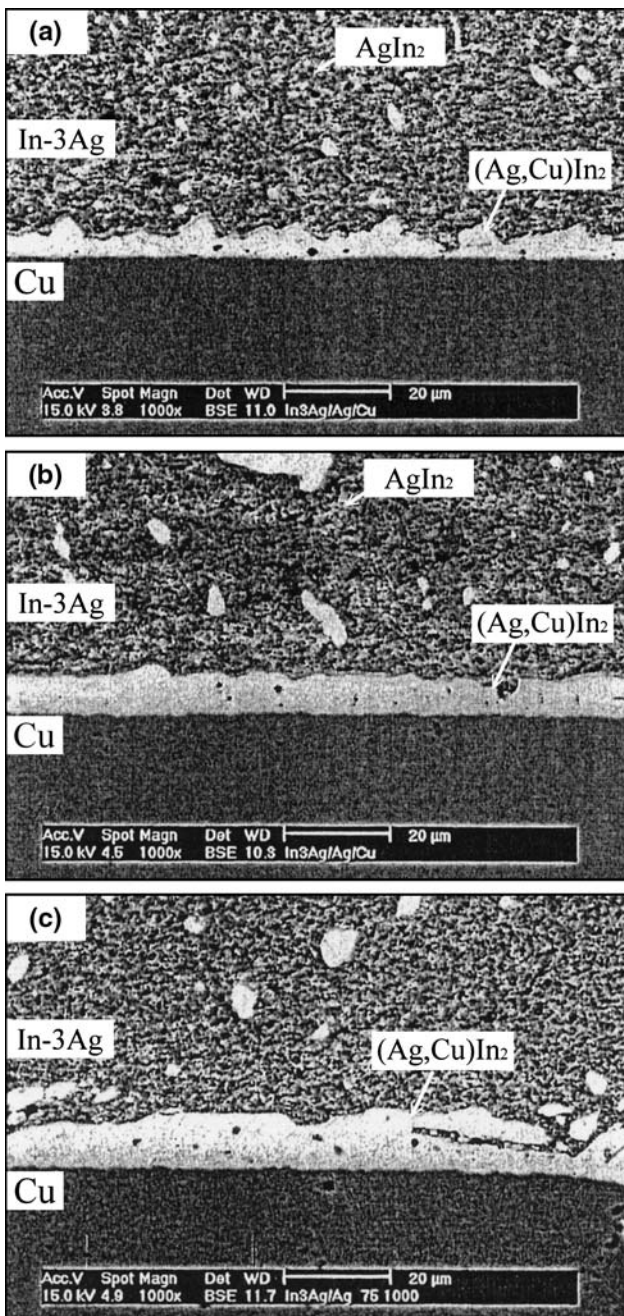 (a)
AgIn₂
In-3Ag
(Ag,Cu)In₂
Cu
Acc.V Spot Magn Det WD 20 µm
15.0 kV 3.8 1000x BSE 11.0 In3Ag/Ag/Cu
(b)
AgIn₂
In-3Ag
(Ag,Cu)In₂
Cu
Acc.V Spot Magn Det WD 20 µm
15.0 kV 4.5 1000x BSE 10.3 In3Ag/Ag/Cu
(c)
In-3Ag
(Ag,Cu)In₂
Cu
Acc.V Spot Magn Det WD 20 µm
15.0 kV 4.9 1000x BSE 11.7 In3Ag/Ag 75 1000